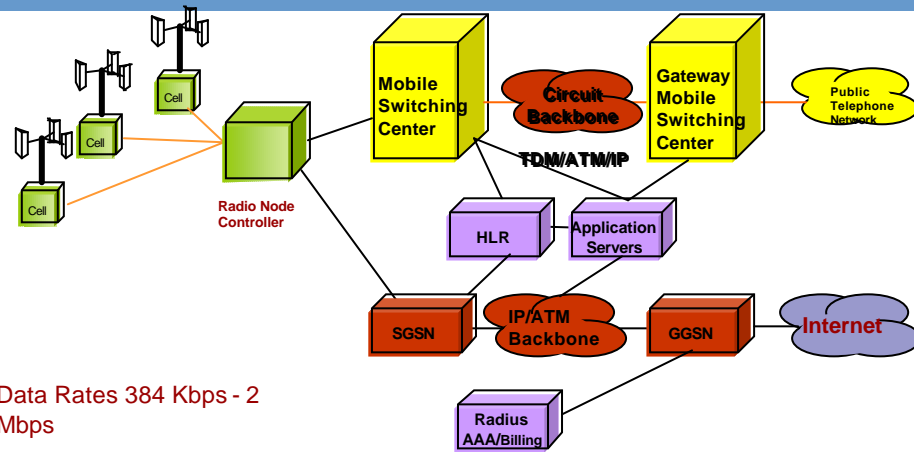 Cell
Cell
Cell
Radio Node
Controller
Mobile
Switching
Center
Circuit
Backbone
TDM/ATM/IP
Gateway
Mobile
Switching
Center
Public
Telephone
Network
HLR
Application
Servers
SGSN
IP/ATM
Backbone
GGSN
Internet
Radius
AAA/Billing
Data Rates 384 Kbps - 2
Mbps